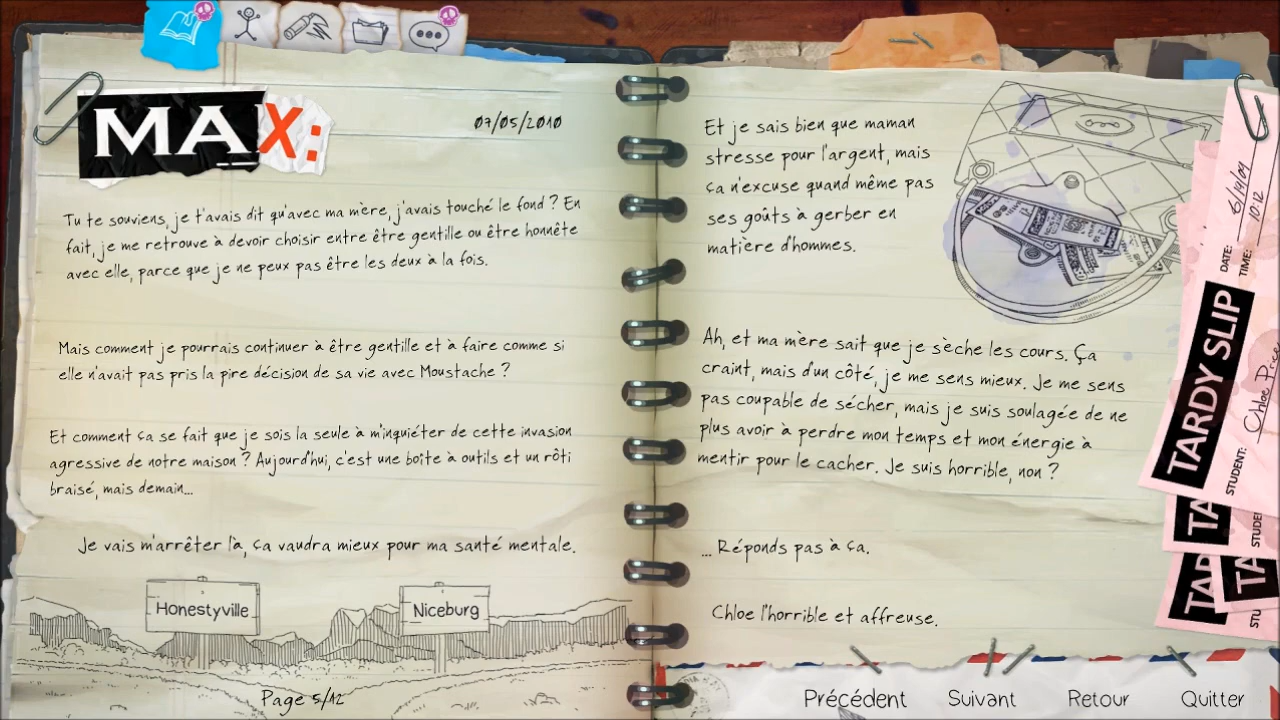 MAX:
07/05/2010
Tu te souviens, je t'avais dit qu'avec ma mère, j'avais touché le fond ? En
fait, je me retrouve à devoir choisir entre être gentille ou être honnête
avec elle, parce que je ne peux pas être les deux à la fois.
Mais comment je pourrais continuer à être gentille et à faire comme si
elle n'avait pas pris la pire décision de sa vie avec Moustache ?
Et comment ça se fait que je sois la seule à m'inquiéter de cette invasion
agressive de notre maison ? Aujourd'hui, c'est une boîte à outils et un rôti
braisé, mais demain...
Je vais m'arrêter là, ça vaudra mieux pour ma santé mentale.
Honestyville
Niceburg
Page 5/12
Et je sais bien que maman
stresse pour l'argent, mais
ça n'excuse quand même pas
ses goûts à gerber en
matière d'hommes.
Ah, et ma mère sait que je sèche les cours. Ça
craint, mais d'un côté, je me sens mieux. Je me sens
pas coupable de sécher, mais je suis soulagée de ne
plus avoir à perdre mon temps et mon énergie à
mentir pour le cacher. Je suis horrible, non ?
... Réponds pas à ça.
Chloe l'horrible et affreuse.
TARDY SLIP
DATE: 6/19/09
TIME: 10:12
STUDENT: Chloe
TA
STUDE
TAR
TA
STU
Précédent
Suivant
Retour
Quitter